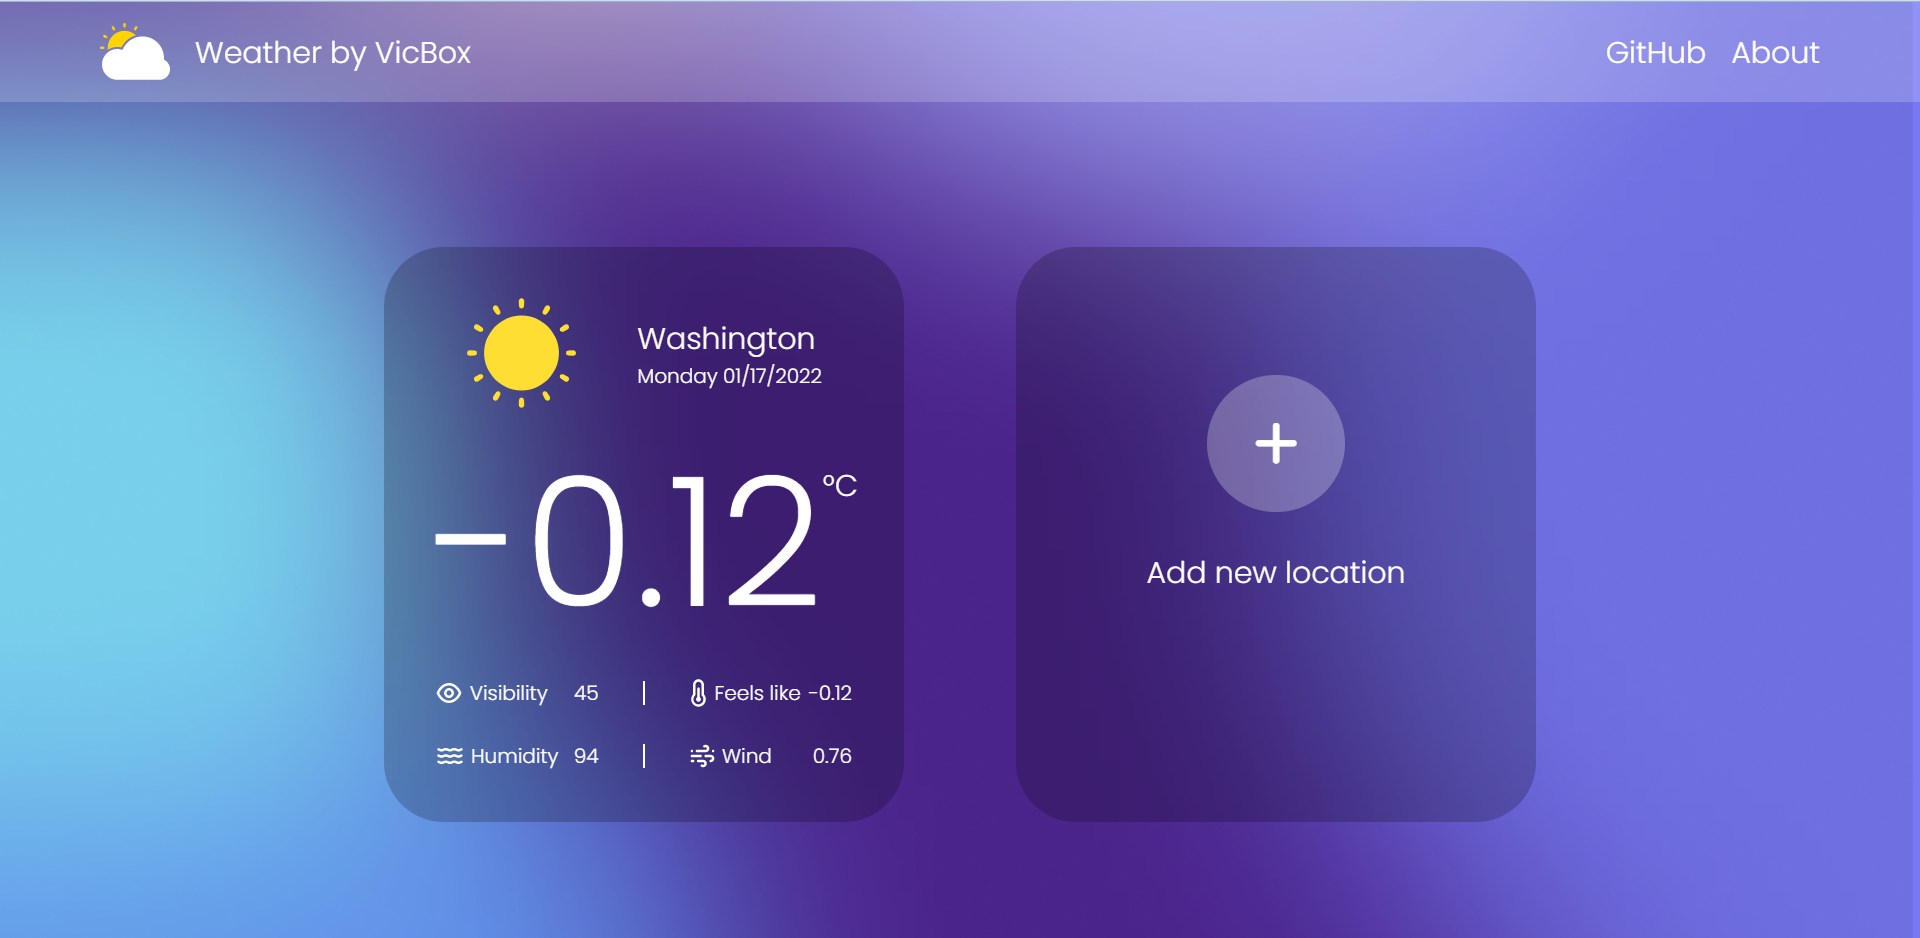 Weather by VicBox
GitHub About
Washington
Monday 01/17/2022
-0.12 °C
Visibility 45 | Feels like -0.12
Humidity 94 | Wind 0.76
Add new location